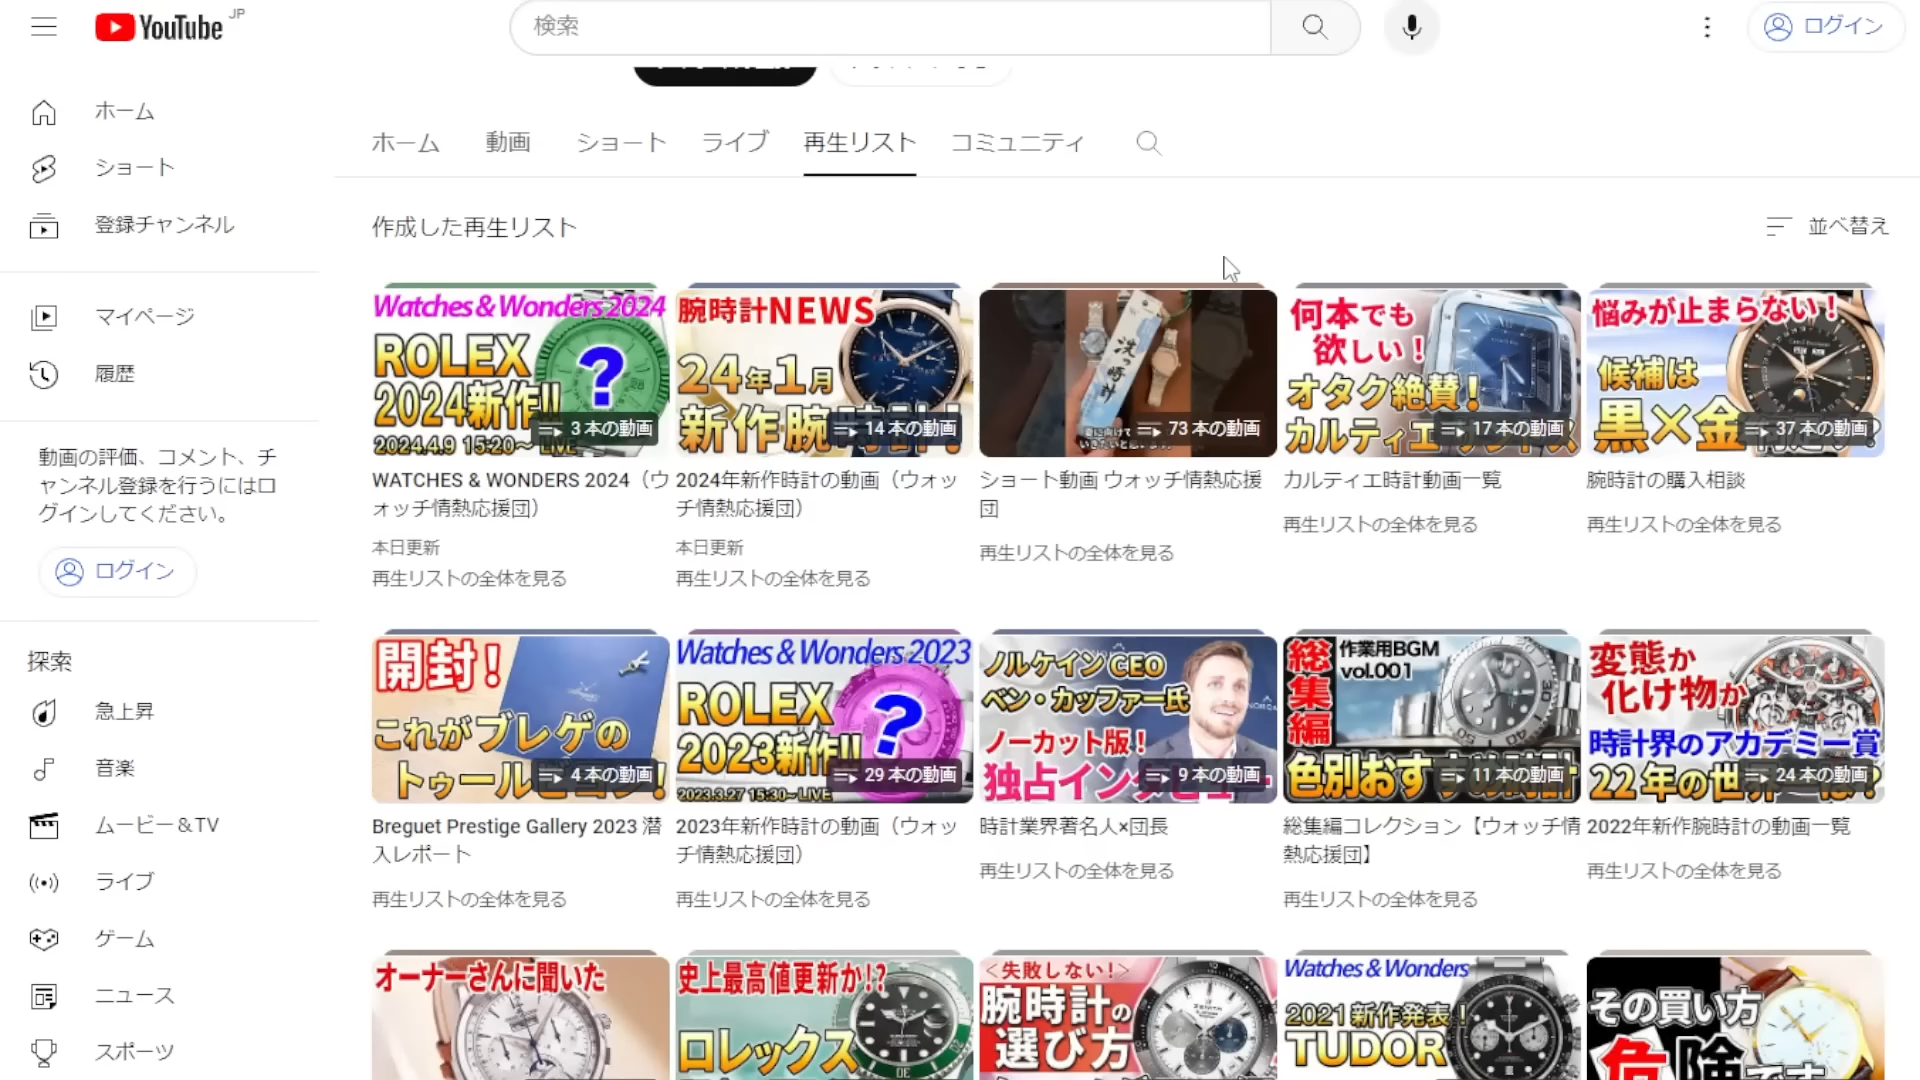 YouTube JP
検索
ログイン
ホーム
ショート
登録チャンネル
マイページ
履歴
動画の評価、コメント、チ
ャンネル登録を行うにはロ
グインしてください。
ログイン
探索
急上昇
音楽
ムービー＆TV
ライブ
ゲーム
ニュース
スポーツ
ホーム 動画 ショート ライブ 再生リスト コミュニティ
作成した再生リスト
並べ替え
Watches & Wonders 2024
ROLEX
2024新作!!
?
2024.4.9 15:20～ LIVE
3 本の動画
WATCHES & WONDERS 2024（ウ
ォッチ情熱応援団）
本日更新
再生リストの全体を見る
腕時計NEWS
24年1月
新作腕時計!
14 本の動画
2024年新作時計の動画（ウォッ
チ情熱応援団）
本日更新
再生リストの全体を見る
洗っ時計
73 本の動画
ショート動画 ウォッチ情熱応援
団
再生リストの全体を見る
何本でも
欲しい！
オタク絶賛！
カルティエ
17 本の動画
カルティエ時計動画一覧
再生リストの全体を見る
悩みが止まらない！
候補は
黒×金
37 本の動画
腕時計の購入相談
再生リストの全体を見る
開封！
これがブレゲの
トゥールビヨン！
4 本の動画
Breguet Prestige Gallery 2023 潜
入レポート
再生リストの全体を見る
Watches & Wonders 2023
ROLEX
2023新作!!
?
2023.3.27 15:30～LIVE
29 本の動画
2023年新作時計の動画（ウォッ
チ情熱応援団）
再生リストの全体を見る
ノルケインCEO
ベン・カッファー氏
ノーカット版！
独占インタビュー
9 本の動画
時計業界著名人×団長
再生リストの全体を見る
総集編
作業用BGM
vol.001
色別おすすめ時計
11 本の動画
総集編コレクション【ウォッチ情
熱応援団】
再生リストの全体を見る
変態か
化け物か
時計界のアカデミー賞
22年の世界一は?
24 本の動画
2022年新作腕時計の動画一覧
再生リストの全体を見る
オーナーさんに聞いた
史上最高値更新か!?
ロレックス
＜失敗しない！＞
腕時計の
選び方
Watches & Wonders
2021新作発表！
TUDOR
その買い方
危険です